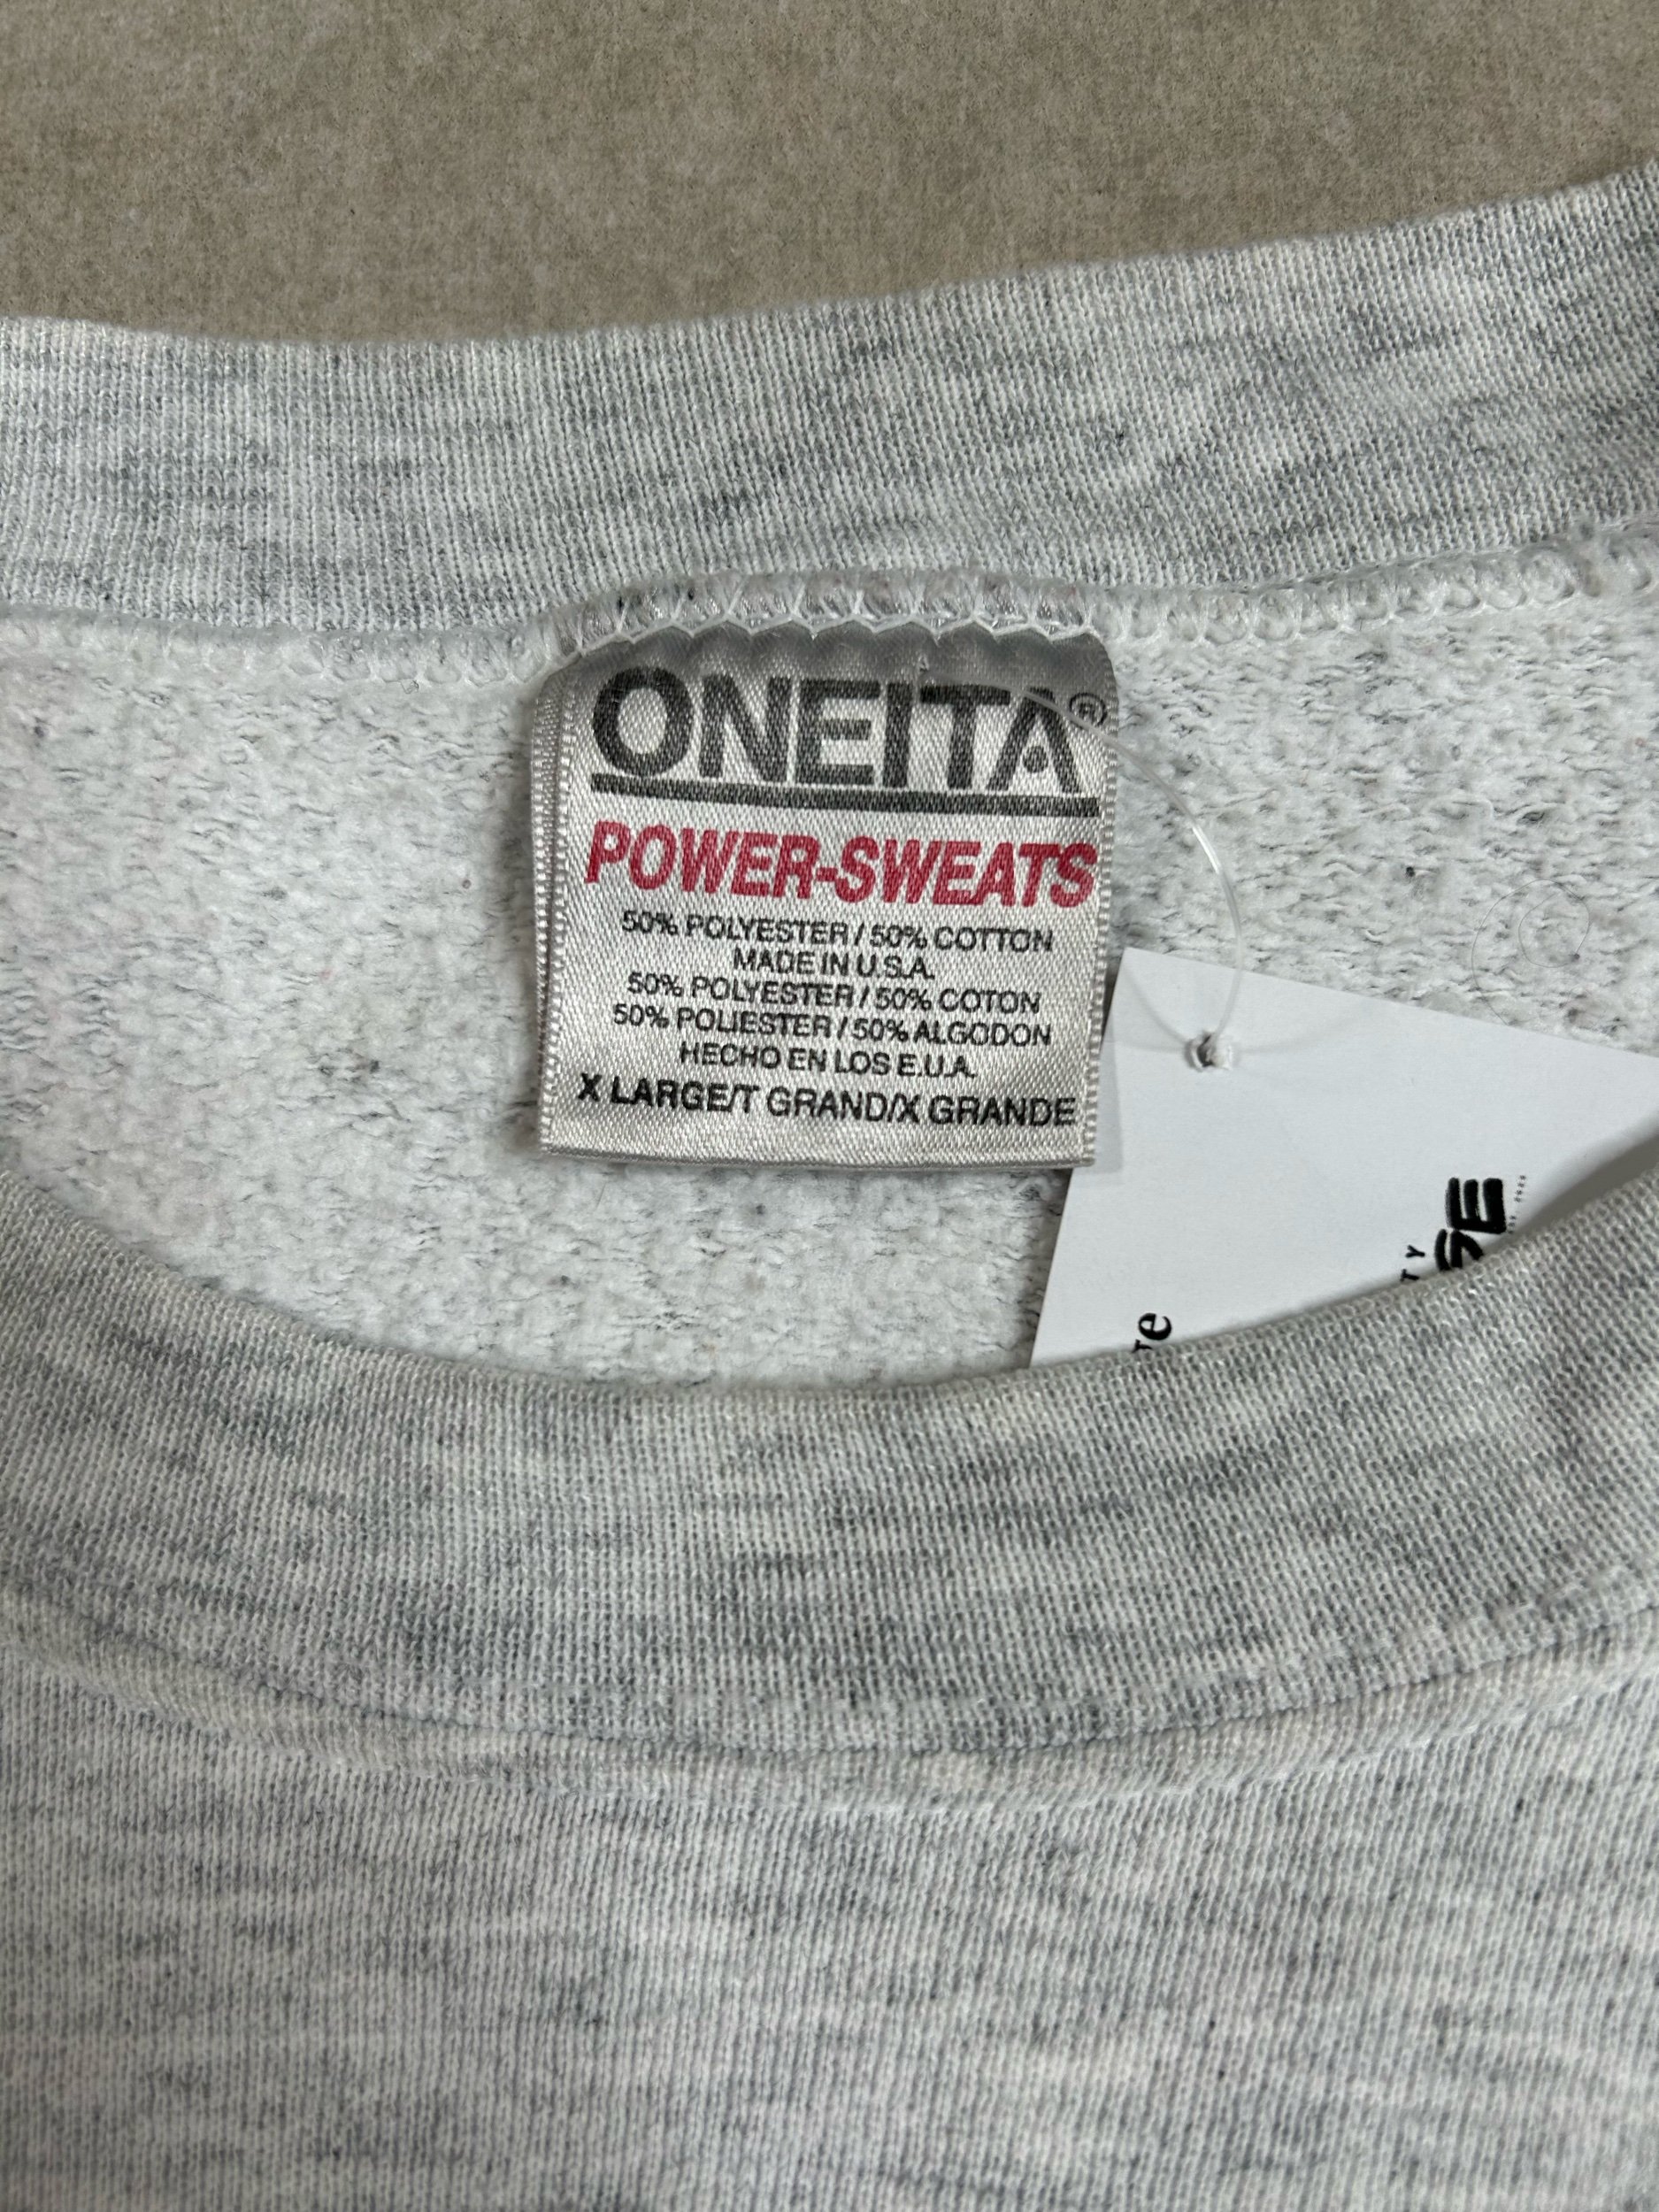 ONEITA®
POWER-SWEATS
50% POLYESTER / 50% COTTON
MADE IN U.S.A.
50% POLYESTER / 50% COTON
50% POLIESTER / 50% ALGODON
HECHO EN LOS E.U.A.
X LARGE/T GRAND/X GRANDE